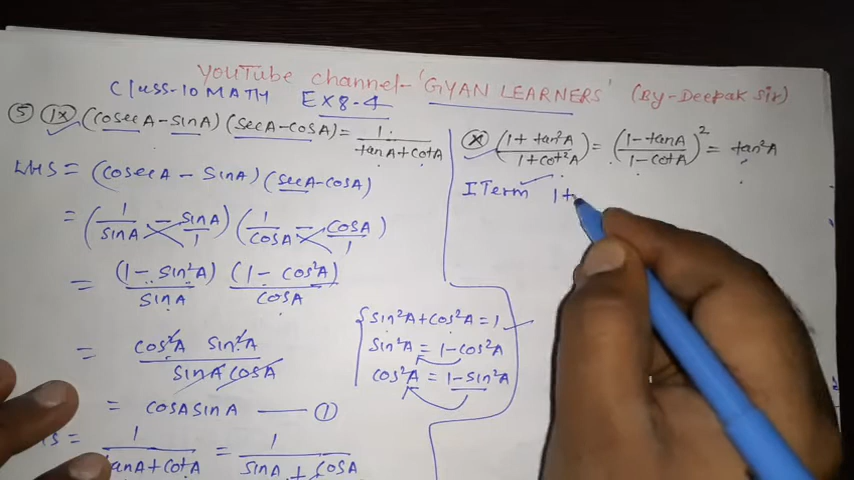 YouTube channel- 'GYAN LEARNERS' (By-Deepak Sir)
Class-10 MATH EX 8.4
⑤ (ix) (cosecA - sinA) (secA - cosA) = 1/(tanA + cotA)
LHS = (cosecA - sinA) (secA - cosA)
= (1/sinA - sinA/1) (1/cosA - cosA/1)
= (1 - sin²A)/sinA (1 - cos²A)/cosA
= cos²A sin²A / sinA cosA
= cosA sinA —— ①
= 1/(tanA + cotA) = 1/(sinA + cosA
{ sin²A + cos²A = 1
sin²A = 1 - cos²A
cos²A = 1 - sin²A
(x) (1 + tan²A / 1 + cot²A) = (1 - tanA / 1 - cotA)² = tan²A
I Term 1+